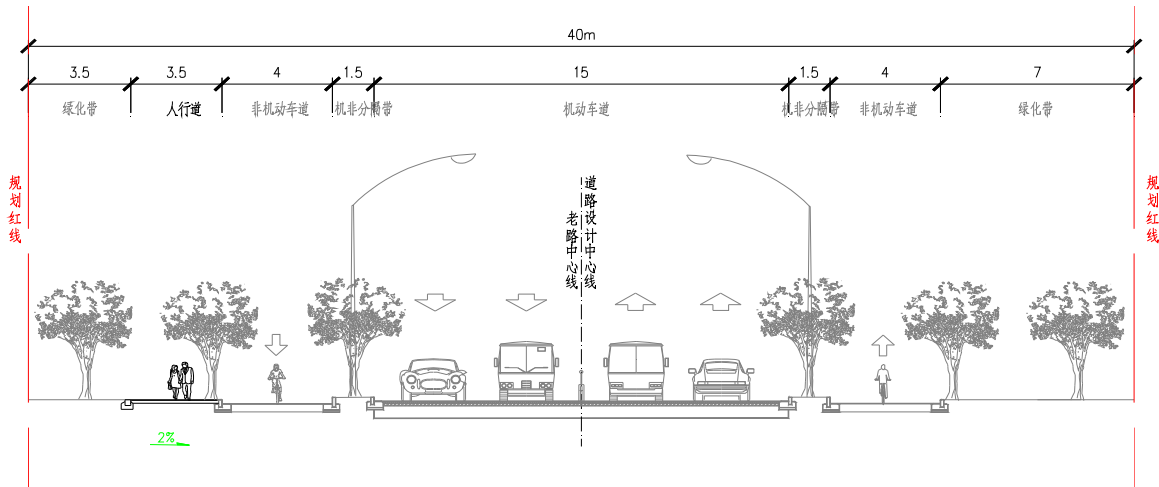 40m
3.5
3.5
4
1.5
15
1.5
4
7
绿化带
人行道
非机动车道
机非分隔带
机动车道
机非分隔带
非机动车道
绿化带
规划红线
道路设计中心线
老路中心线
规划红线
2%